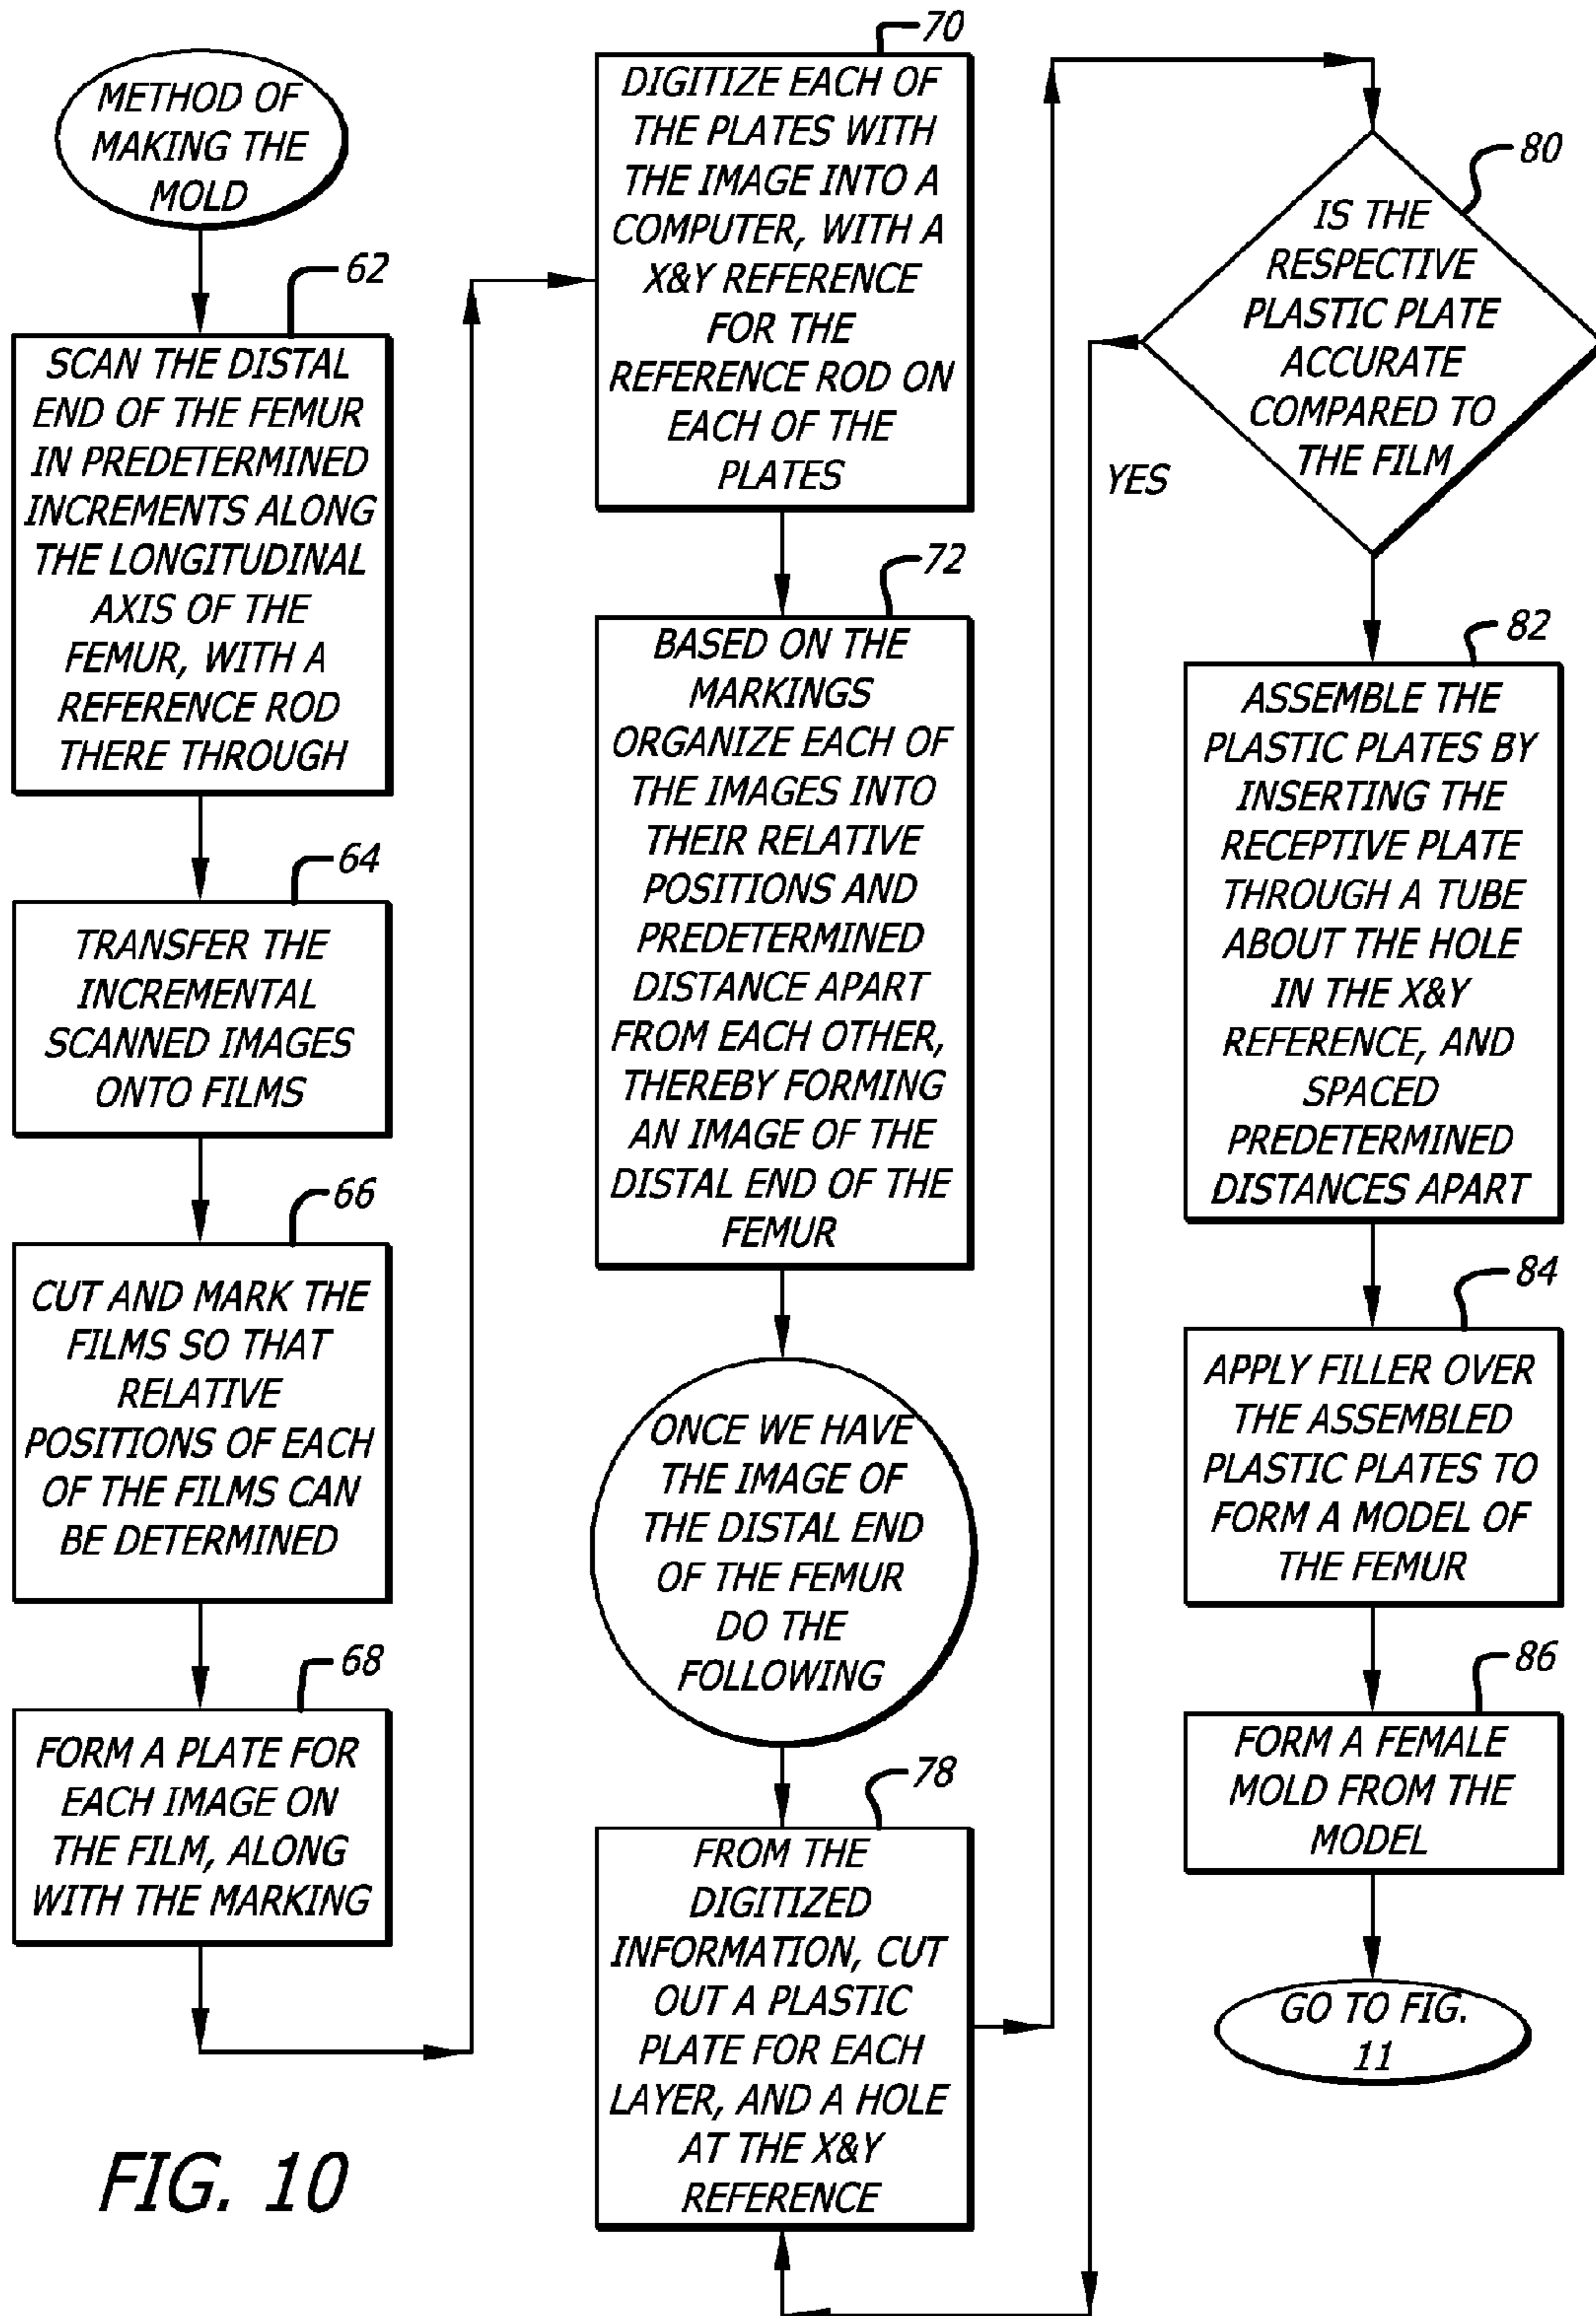 METHOD OF
MAKING THE
MOLD
62
SCAN THE DISTAL
END OF THE FEMUR
IN PREDETERMINED
INCREMENTS ALONG
THE LONGITUDINAL
AXIS OF THE
FEMUR, WITH A
REFERENCE ROD
THERE THROUGH
64
TRANSFER THE
INCREMENTAL
SCANNED IMAGES
ONTO FILMS
66
CUT AND MARK THE
FILMS SO THAT
RELATIVE
POSITIONS OF EACH
OF THE FILMS CAN
BE DETERMINED
68
FORM A PLATE FOR
EACH IMAGE ON
THE FILM, ALONG
WITH THE MARKING
70
DIGITIZE EACH OF
THE PLATES WITH
THE IMAGE INTO A
COMPUTER, WITH A
X&Y REFERENCE
FOR THE
REFERENCE ROD ON
EACH OF THE
PLATES
72
BASED ON THE
MARKINGS
ORGANIZE EACH OF
THE IMAGES INTO
THEIR RELATIVE
POSITIONS AND
PREDETERMINED
DISTANCE APART
FROM EACH OTHER,
THEREBY FORMING
AN IMAGE OF THE
DISTAL END OF THE
FEMUR
ONCE WE HAVE
THE IMAGE OF
THE DISTAL END
OF THE FEMUR
DO THE
FOLLOWING
78
FROM THE
DIGITIZED
INFORMATION, CUT
OUT A PLASTIC
PLATE FOR EACH
LAYER, AND A HOLE
AT THE X&Y
REFERENCE
80
IS THE
RESPECTIVE
PLASTIC PLATE
ACCURATE
COMPARED TO
THE FILM
YES
82
ASSEMBLE THE
PLASTIC PLATES BY
INSERTING THE
RECEPTIVE PLATE
THROUGH A TUBE
ABOUT THE HOLE
IN THE X&Y
REFERENCE, AND
SPACED
PREDETERMINED
DISTANCES APART
84
APPLY FILLER OVER
THE ASSEMBLED
PLASTIC PLATES TO
FORM A MODEL OF
THE FEMUR
86
FORM A FEMALE
MOLD FROM THE
MODEL
GO TO FIG.
11
FIG. 10